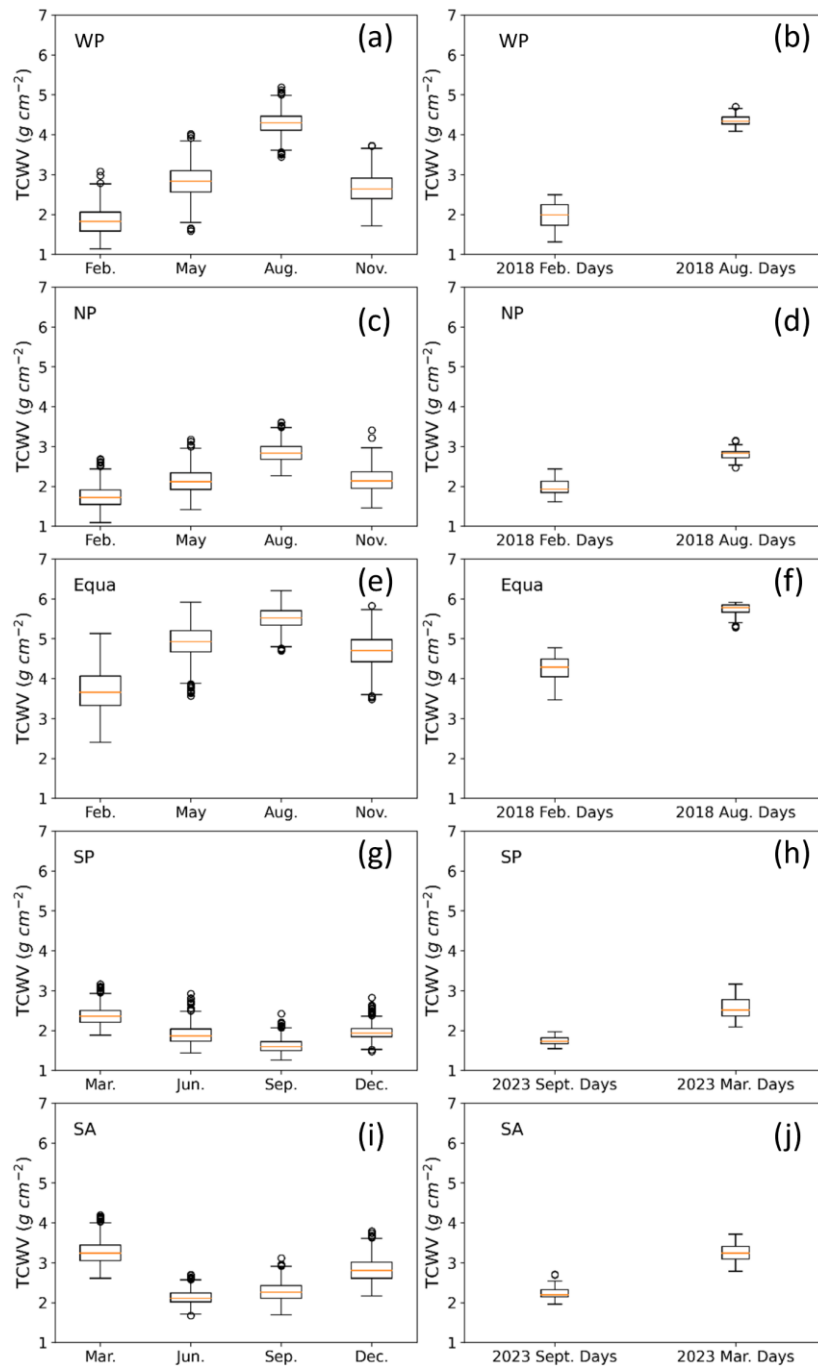 WP (a)
7
6
5
4
3
2
1
TCWV (g cm⁻²)
Feb. May Aug. Nov.
WP (b)
7
6
5
4
3
2
1
TCWV (g cm⁻²)
2018 Feb. Days 2018 Aug. Days
NP (c)
7
6
5
4
3
2
1
TCWV (g cm⁻²)
Feb. May Aug. Nov.
NP (d)
7
6
5
4
3
2
1
TCWV (g cm⁻²)
2018 Feb. Days 2018 Aug. Days
Equa (e)
7
6
5
4
3
2
1
TCWV (g cm⁻²)
Feb. May Aug. Nov.
Equa (f)
7
6
5
4
3
2
1
TCWV (g cm⁻²)
2018 Feb. Days 2018 Aug. Days
SP (g)
7
6
5
4
3
2
1
TCWV (g cm⁻²)
Mar. Jun. Sep. Dec.
SP (h)
7
6
5
4
3
2
1
TCWV (g cm⁻²)
2023 Sept. Days 2023 Mar. Days
SA (i)
7
6
5
4
3
2
1
TCWV (g cm⁻²)
Mar. Jun. Sep. Dec.
SA (j)
7
6
5
4
3
2
1
TCWV (g cm⁻²)
2023 Sept. Days 2023 Mar. Days